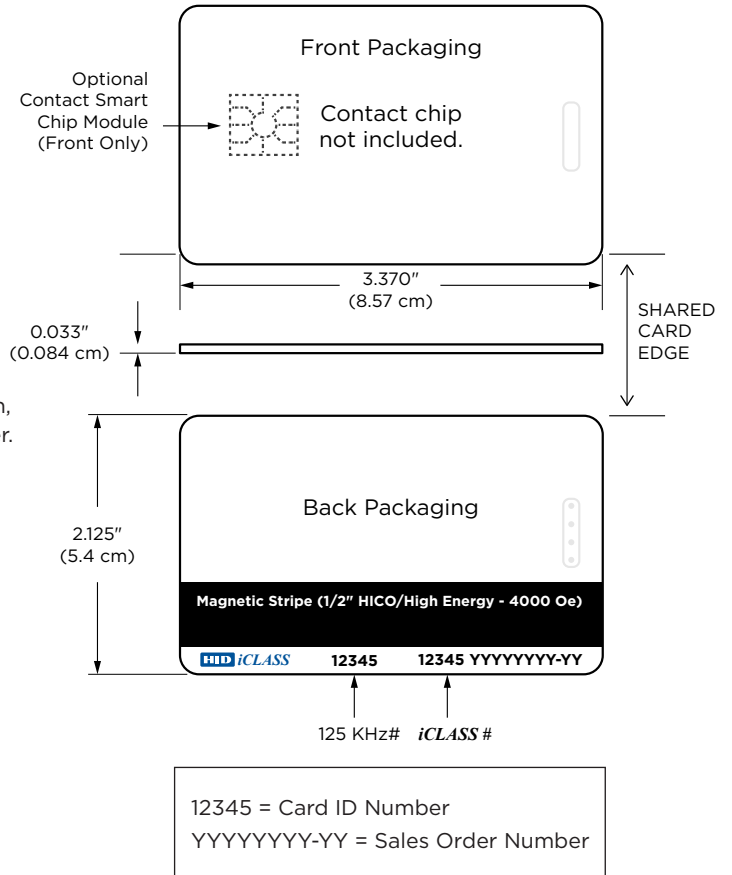 Front Packaging
Optional
Contact Smart
Chip Module
(Front Only)
Contact chip
not included.
3.370"
(8.57 cm)
SHARED
CARD
EDGE
0.033"
(0.084 cm)
n,
r.
2.125"
(5.4 cm)
Back Packaging
Magnetic Stripe (1/2" HICO/High Energy - 4000 Oe)
HID iCLASS 12345 12345 YYYYYYYY-YY
125 KHz# iCLASS #
12345 = Card ID Number
YYYYYYYY-YY = Sales Order Number